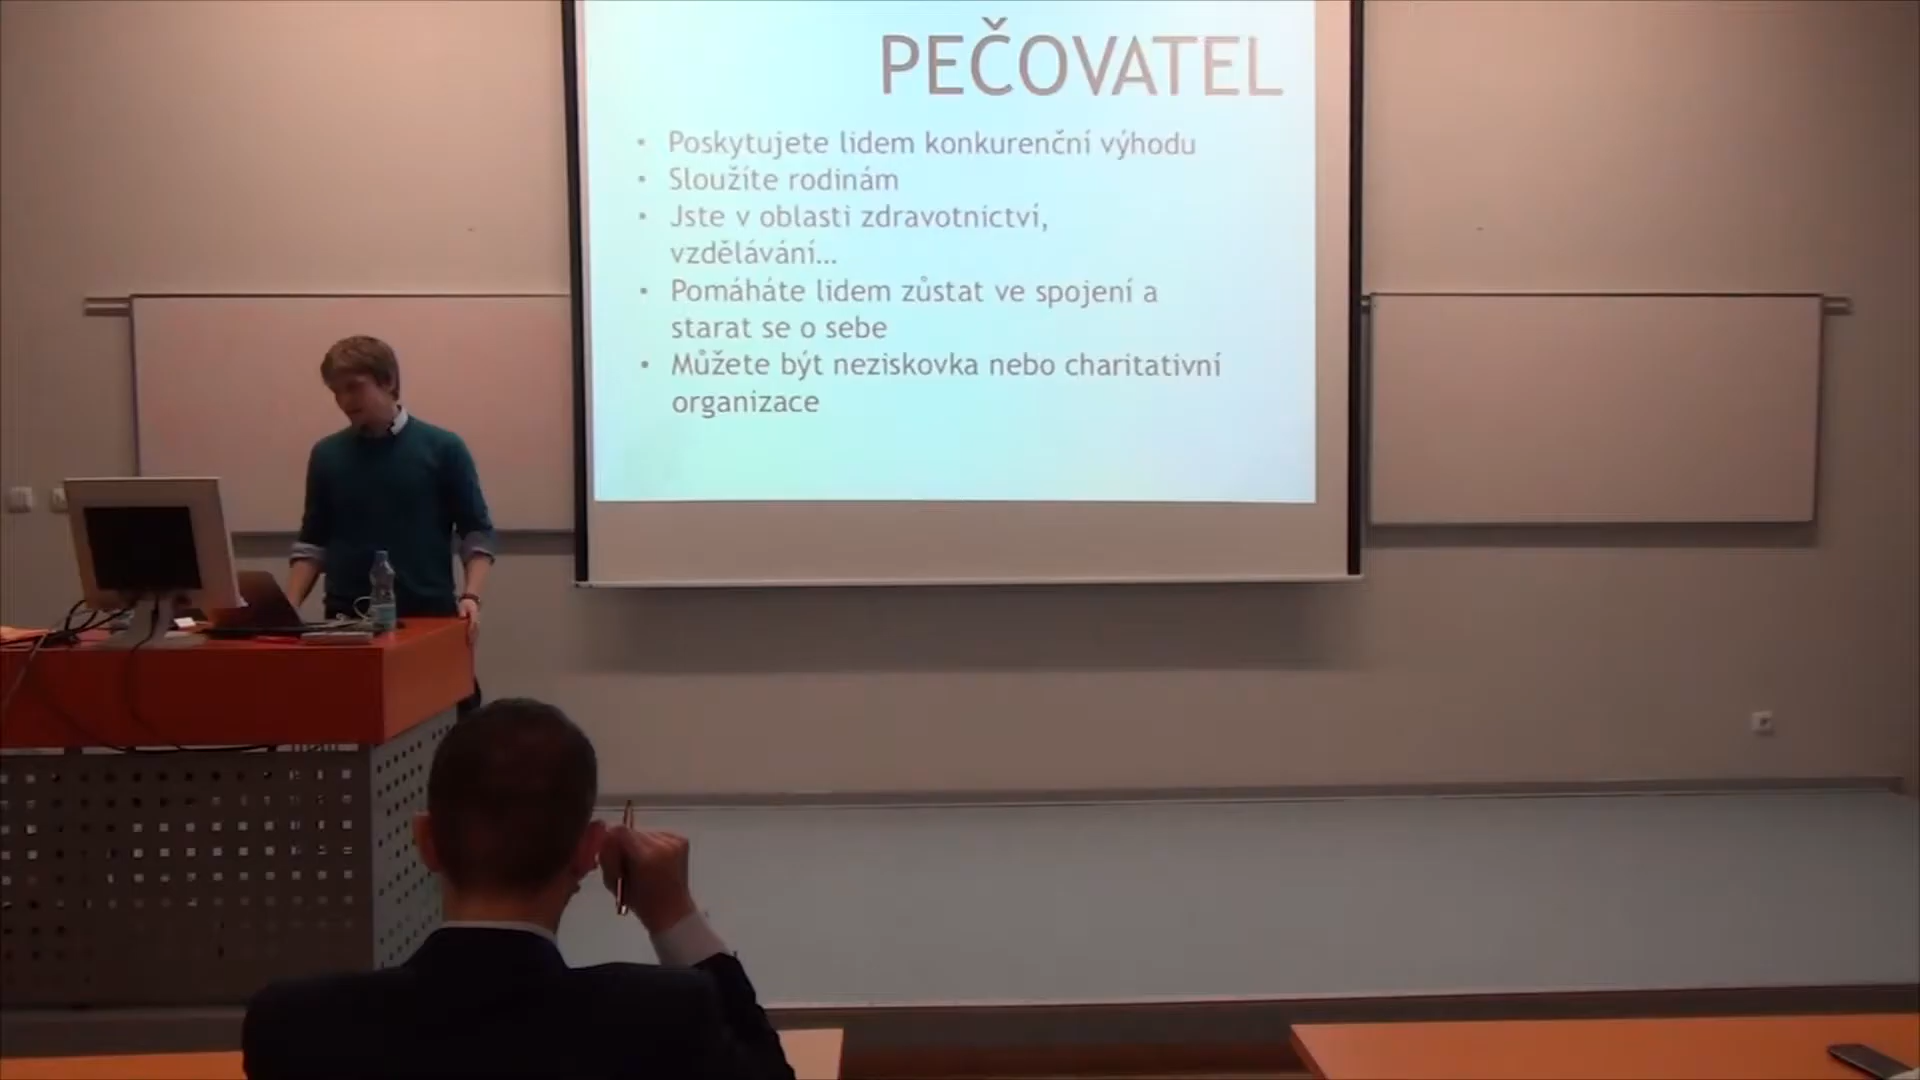 PEČOVATEL
• Poskytujete lidem konkurenční výhodu
• Sloužíte rodinám
• Jste v oblasti zdravotnictví,
vzdělávání...
• Pomáháte lidem zůstat ve spojení a
starat se o sebe
• Můžete být neziskovka nebo charitativní
organizace